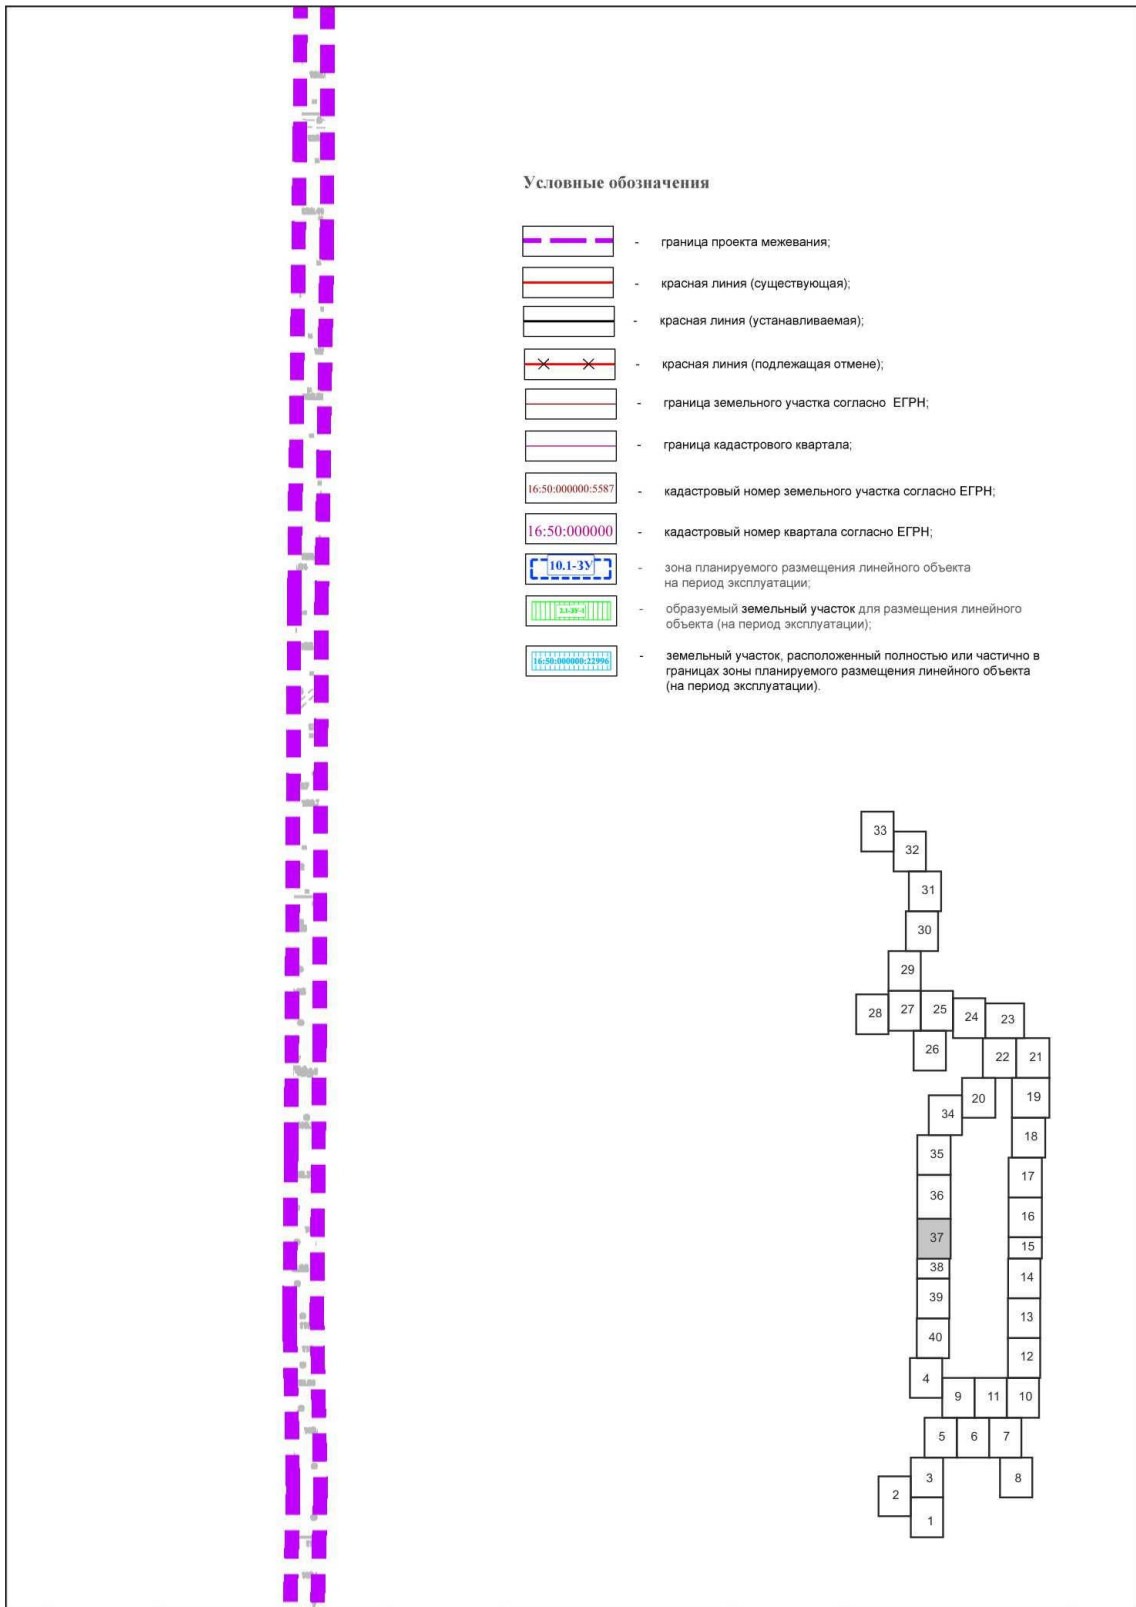 Условные обозначения
- граница проекта межевания;
- красная линия (существующая);
- красная линия (устанавливаемая);
- красная линия (подлежащая отмене);
- граница земельного участка согласно ЕГРН;
- граница кадастрового квартала;
16:50:000000:5587 - кадастровый номер земельного участка согласно ЕГРН;
16:50:000000 - кадастровый номер квартала согласно ЕГРН;
10.1-ЗУ - зона планируемого размещения линейного объекта
на период эксплуатации;
- образуемый земельный участок для размещения линейного
объекта (на период эксплуатации);
16:50:000000:22996 - земельный участок, расположенный полностью или частично в
границах зоны планируемого размещения линейного объекта
(на период эксплуатации).
33
32
31
30
29
28 27 25 24 23
26 22 21
20 19
34
18
35
17
36
16
37
15
38
14
39
13
40
12
4
9 11 10
5 6 7
3 8
2
1